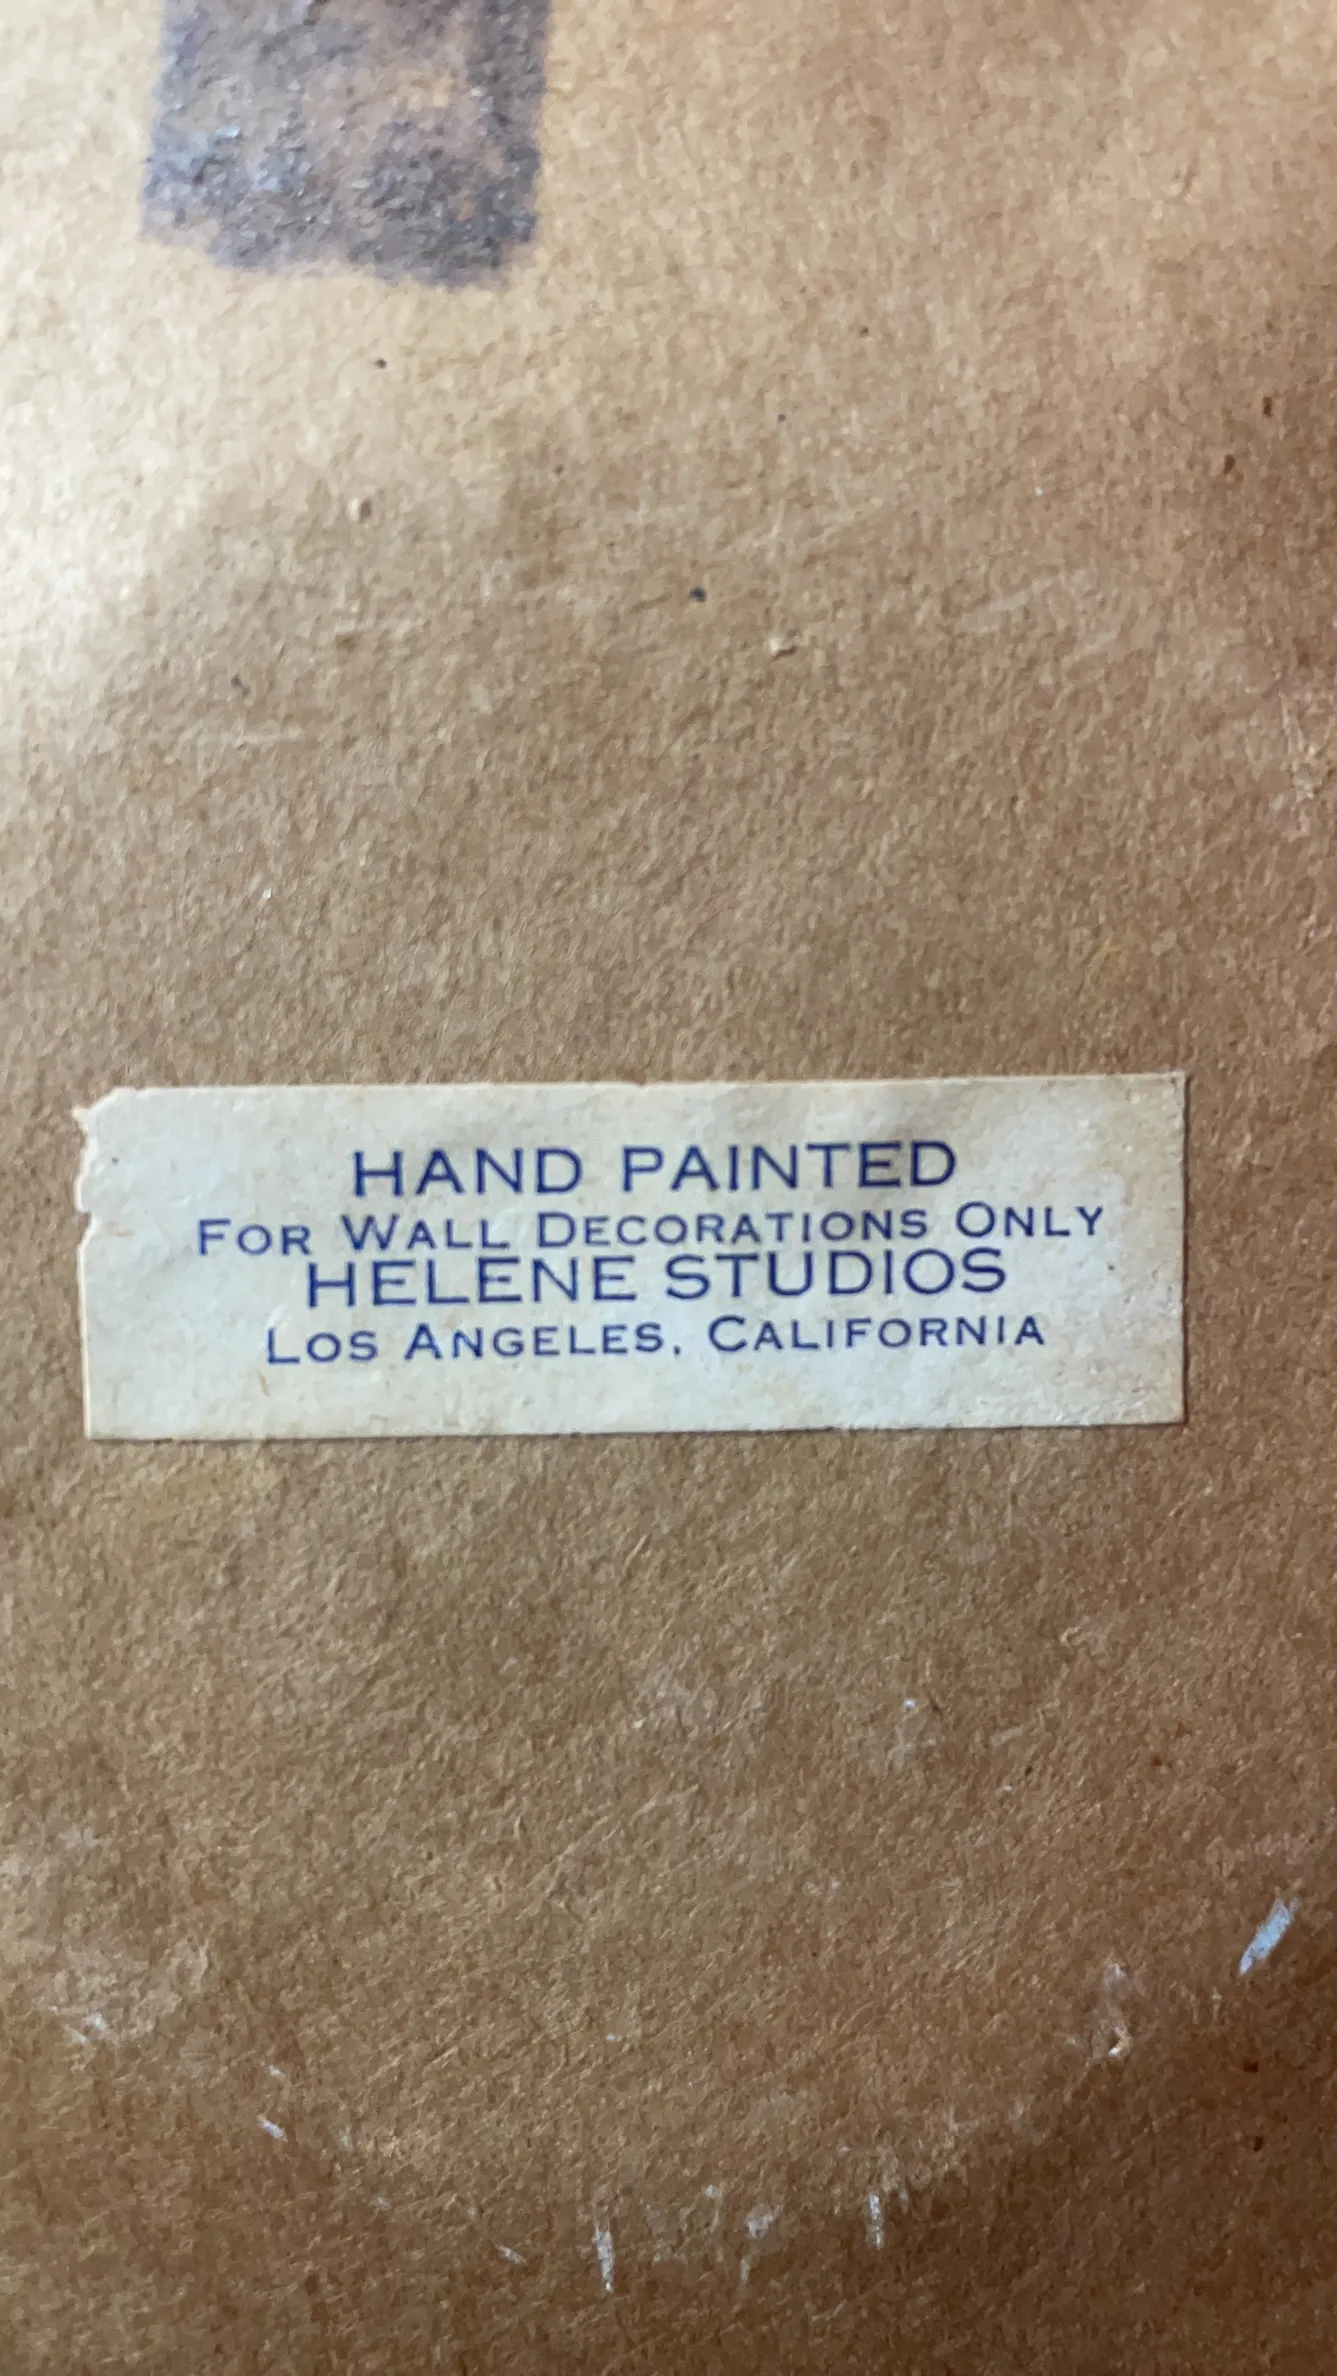 HAND PAINTED
FOR WALL DECORATIONS ONLY
HELENE STUDIOS
LOS ANGELES, CALIFORNIA